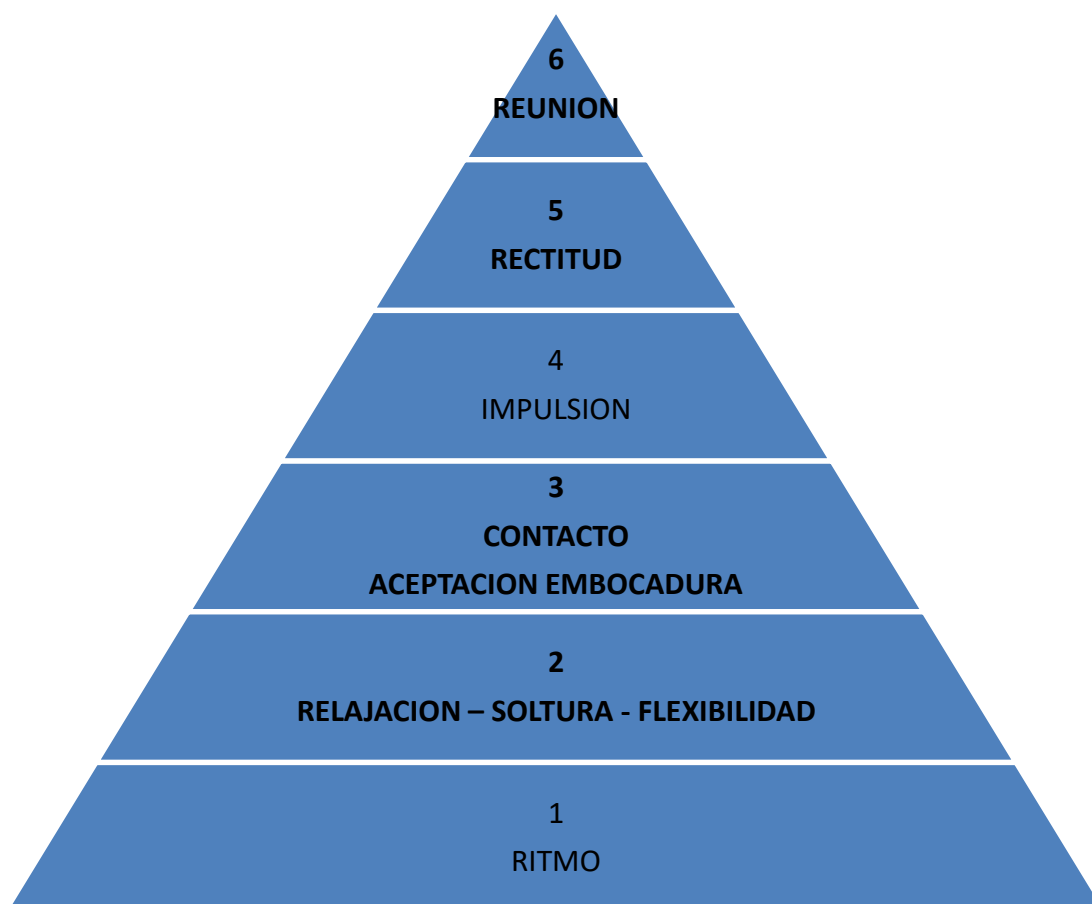 6
REUNION
5
RECTITUD
4
IMPULSION
3
CONTACTO
ACEPTACION EMBOCADURA
2
RELAJACION – SOLTURA - FLEXIBILIDAD
1
RITMO